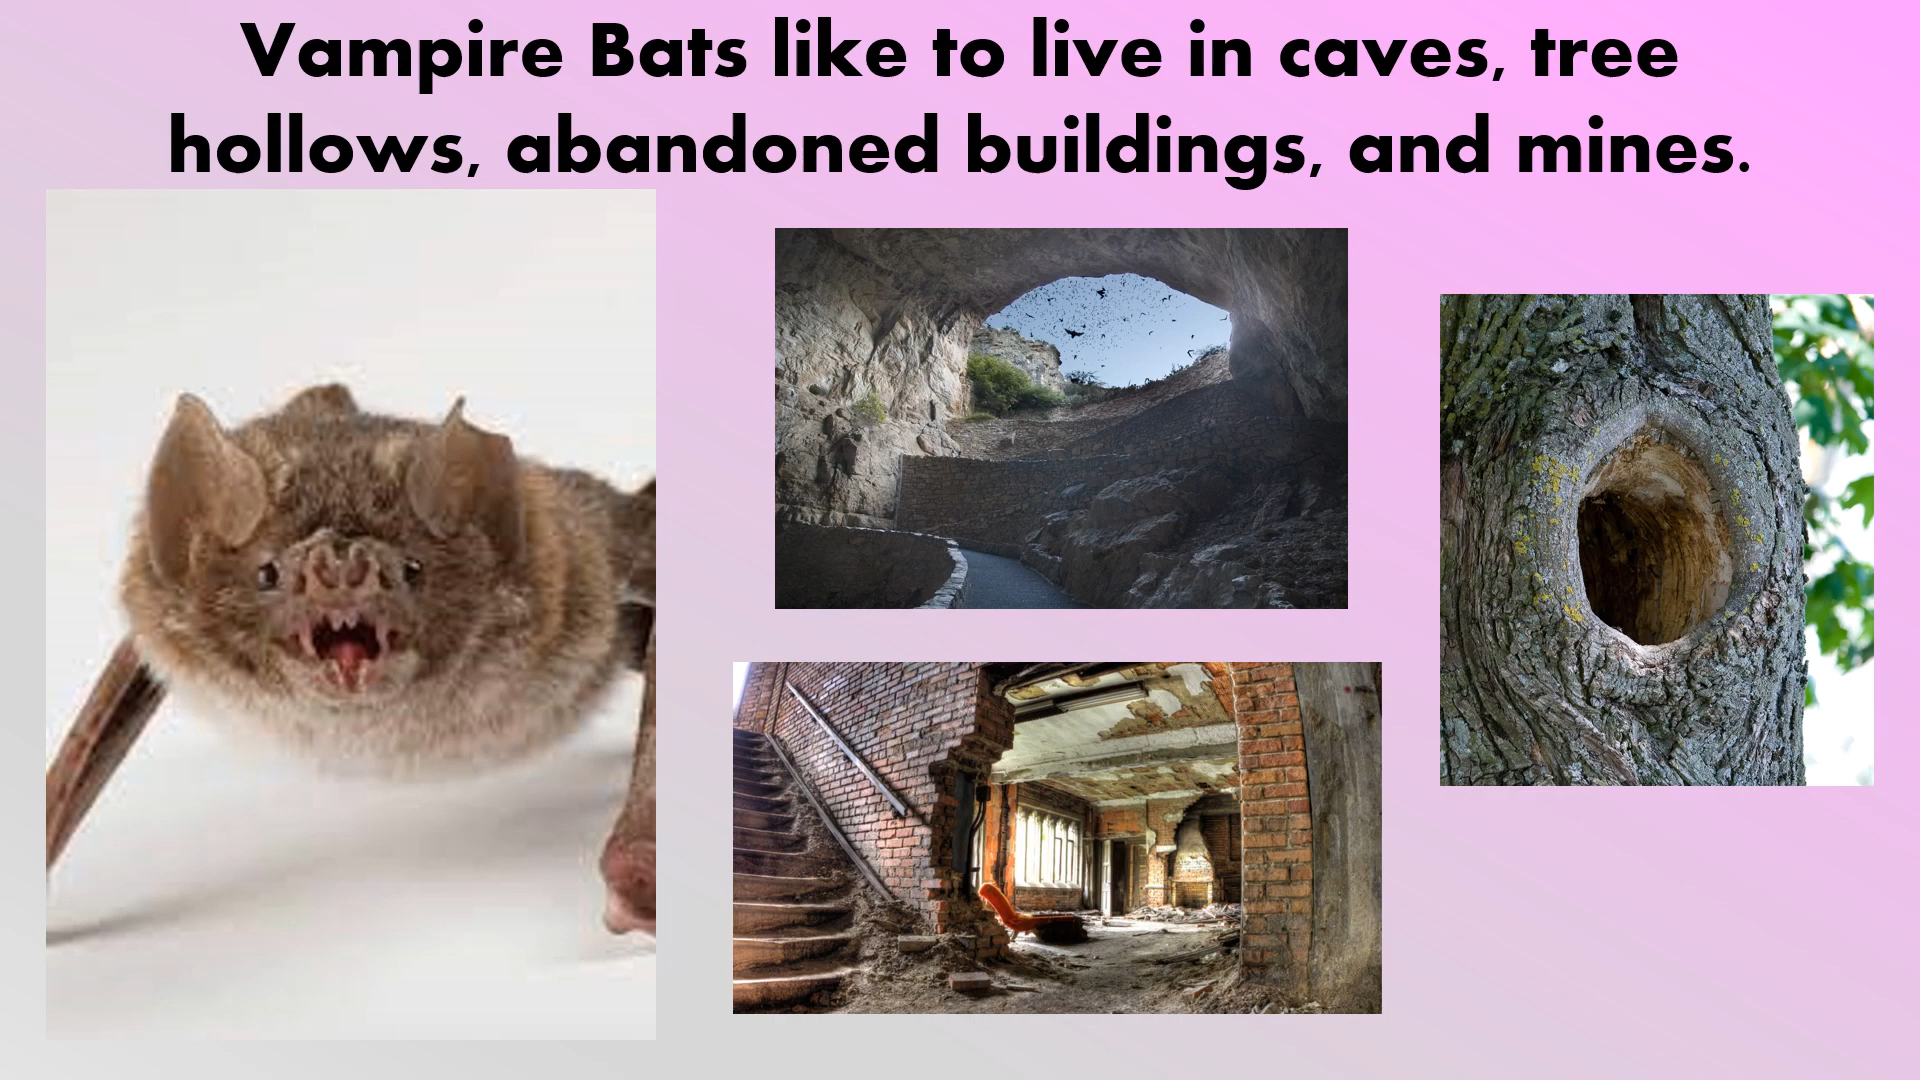 Vampire Bats like to live in caves, tree
hollows, abandoned buildings, and mines.